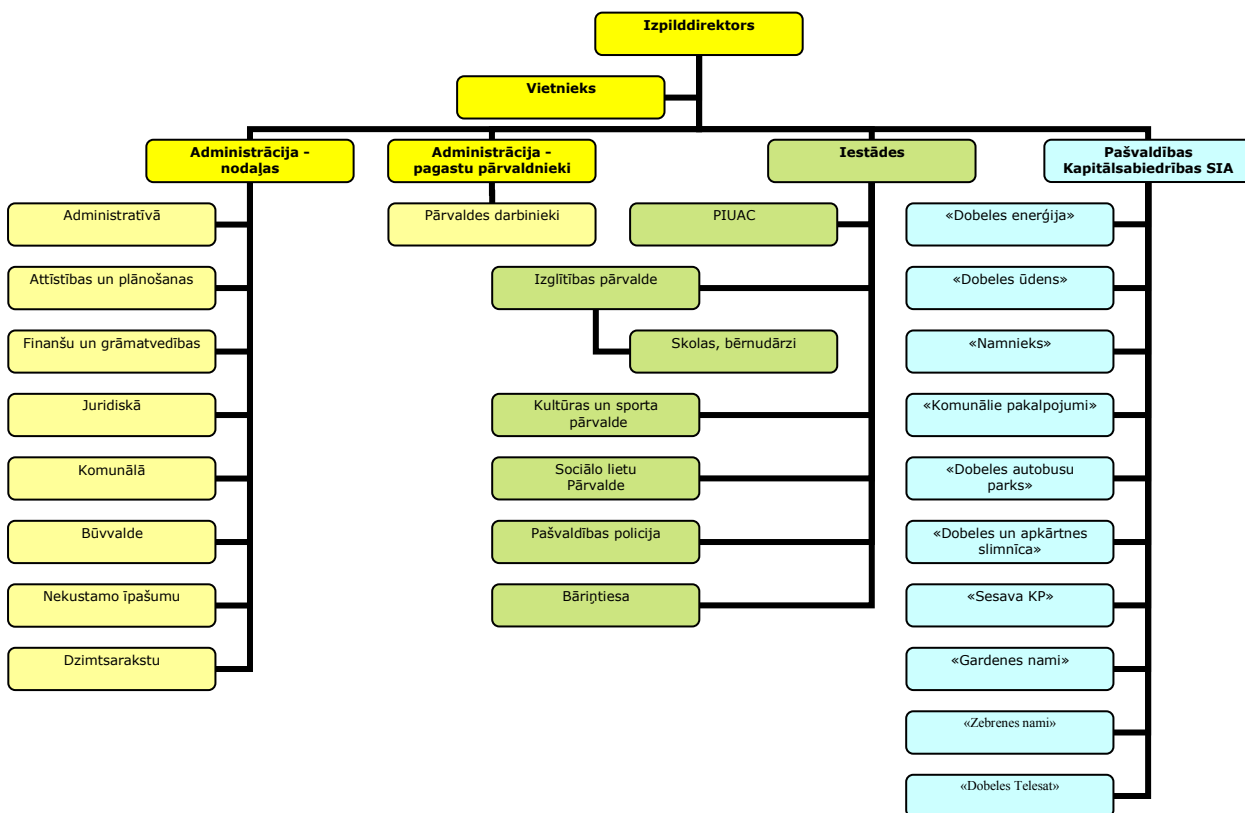 Izpilddirektors
Vietnieks
Administrācija -
nodaļas
Administrācija -
pagastu pārvaldnieki
Iestādes
Pašvaldības
Kapitālsabiedrības SIA
Administratīvā
Pārvaldes darbinieki
PIUAC
«Dobeles enerģija»
Attīstības un plānošanas
Izglītības pārvalde
«Dobeles ūdens»
Finanšu un grāmatvedības
Skolas, bērnudārzi
«Namnieks»
Juridiskā
Kultūras un sporta
pārvalde
«Komunālie pakalpojumi»
Komunālā
Sociālo lietu
Pārvalde
«Dobeles autobusu
parks»
Būvvalde
Pašvaldības policija
«Dobeles un apkārtnes
slimnīca»
Nekustamo īpašumu
Bāriņtiesa
«Sesava KP»
Dzimtsarakstu
«Gardenes nami»
«Zebrenes nami»
«Dobeles Telesat»